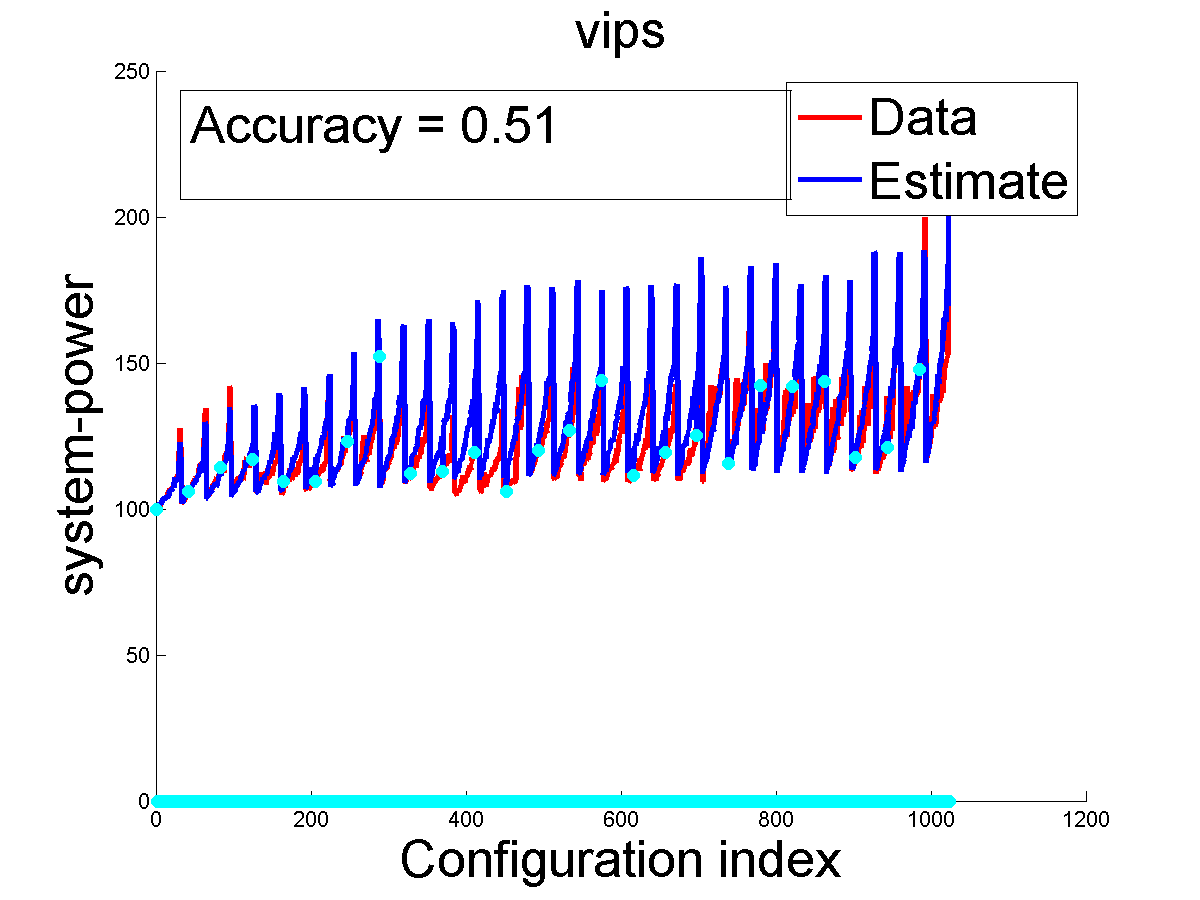 vips
Accuracy = 0.51
Data
Estimate
250
200
150
100
50
0
system-power
0 200 400 600 800 1000 1200
Configuration index